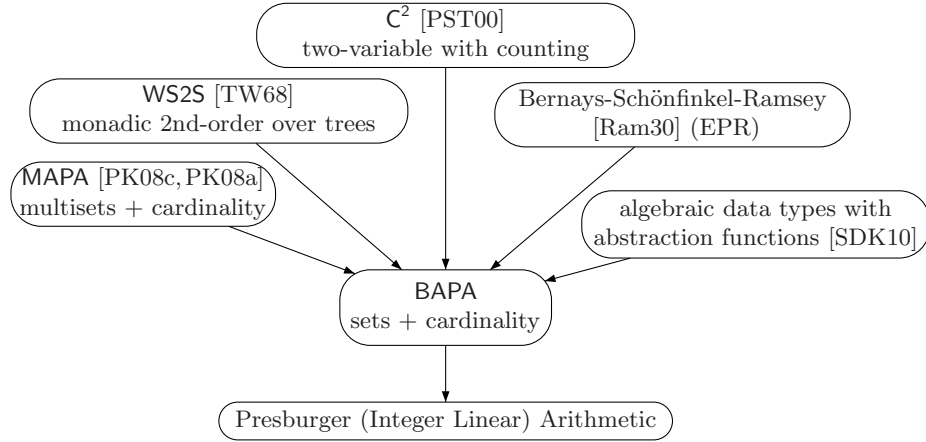 C² [PST00]
two-variable with counting
WS2S [TW68]
monadic 2nd-order over trees
Bernays-Schönfinkel-Ramsey
[Ram30] (EPR)
MAPA [PK08c, PK08a]
multisets + cardinality
algebraic data types with
abstraction functions [SDK10]
BAPA
sets + cardinality
Presburger (Integer Linear) Arithmetic